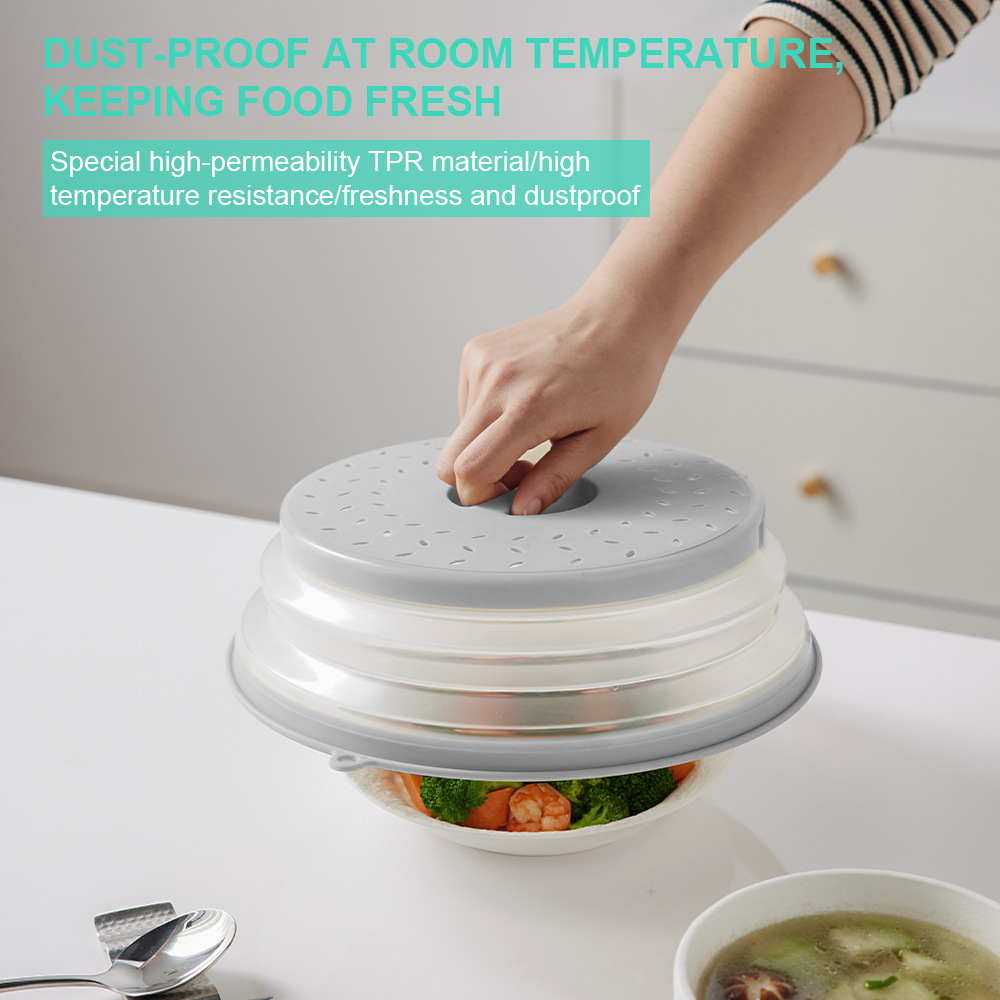 DUST-PROOF AT ROOM TEMPERATURE,
KEEPING FOOD FRESH
Special high-permeability TPR material/high
temperature resistance/freshness and dustproof